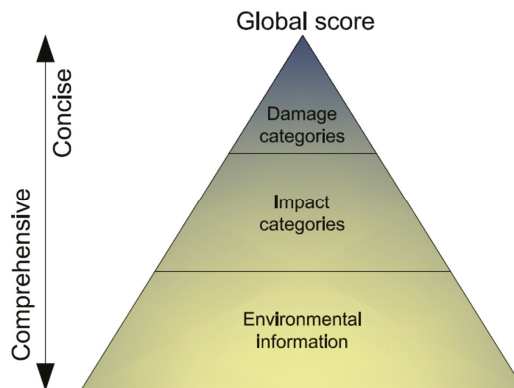 Global score
Concise
Comprehensive
Damage
categories
Impact
categories
Environmental
information